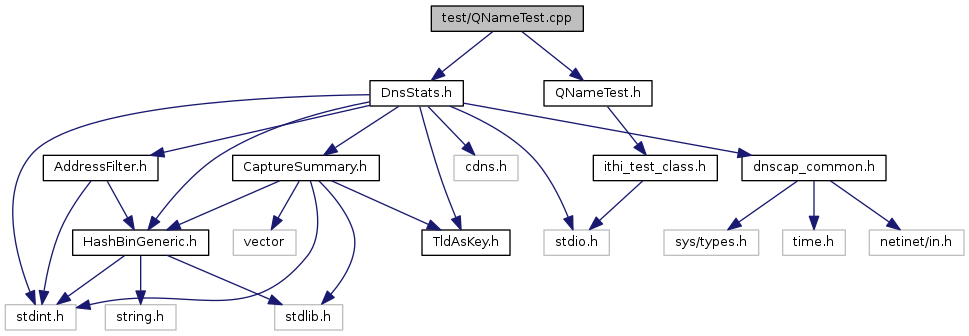 test/QNameTest.cpp
DnsStats.h
QNameTest.h
AddressFilter.h
CaptureSummary.h
cdns.h
ithi_test_class.h
dnscap_common.h
HashBinGeneric.h
vector
TldAsKey.h
stdio.h
sys/types.h
time.h
netinet/in.h
stdint.h
string.h
stdlib.h